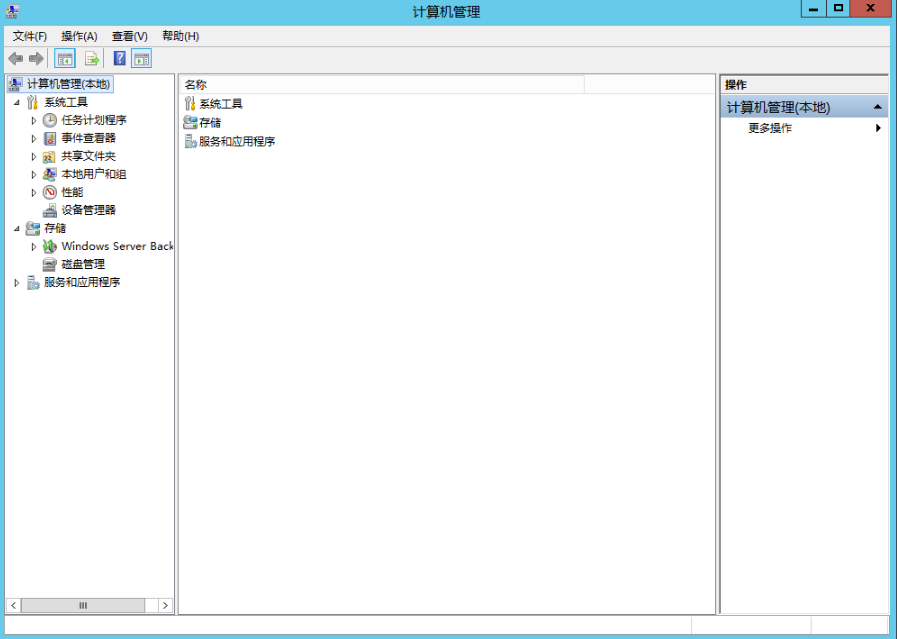 计算机管理
文件(F) 操作(A) 查看(V) 帮助(H)
计算机管理(本地)
系统工具
任务计划程序
事件查看器
共享文件夹
本地用户和组
性能
设备管理器
存储
Windows Server Back
磁盘管理
服务和应用程序
名称
系统工具
存储
服务和应用程序
操作
计算机管理(本地)
更多操作